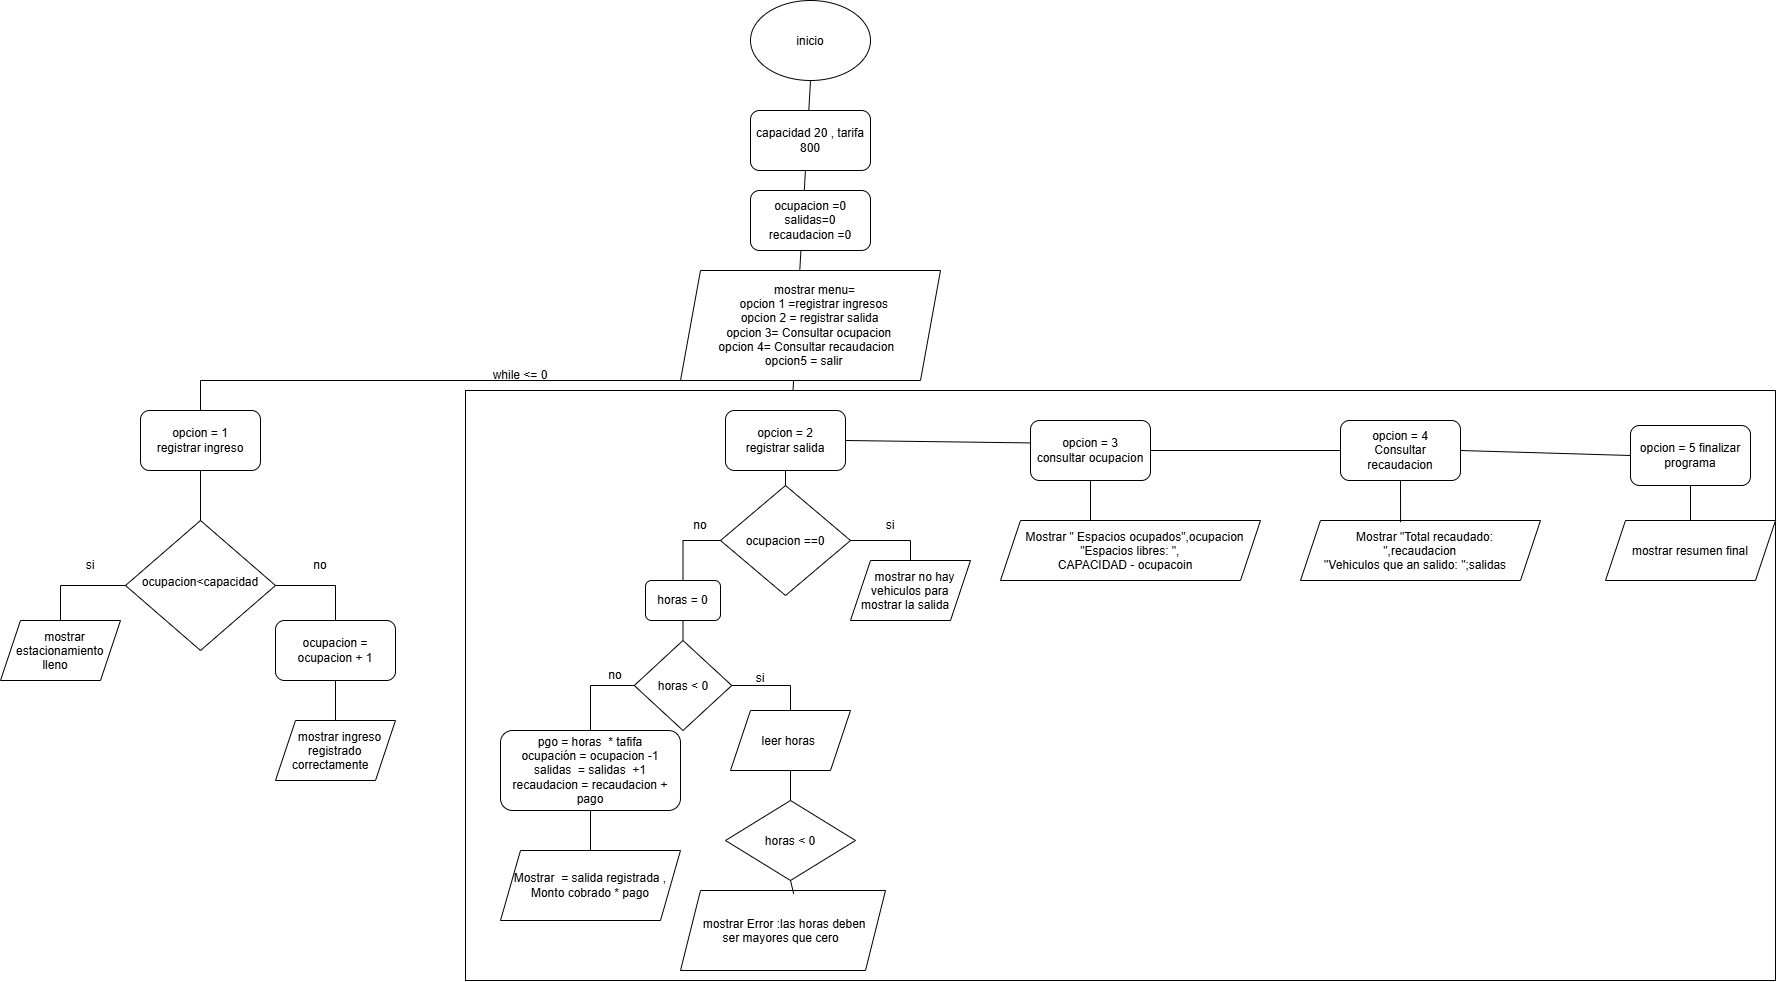 inicio
capacidad 20 , tarifa
800
ocupacion =0
salidas=0
recaudacion =0
mostrar menu=
opcion 1 =registrar ingresos
opcion 2 = registrar salida
opcion 3= Consultar ocupacion
opcion 4= Consultar recaudacion
opcion5 = salir
while <= 0
opcion = 1
registrar ingreso
ocupacion<capacidad
si
no
mostrar
estacionamiento
lleno
ocupacion =
ocupacion + 1
mostrar ingreso
registrado
correctamente
opcion = 2
registrar salida
ocupacion ==0
no
si
mostrar no hay
vehiculos para
mostrar la salida
horas = 0
horas < 0
no
si
pgo = horas * tafifa
ocupación = ocupacion -1
salidas = salidas +1
recaudacion = recaudacion +
pago
Mostrar = salida registrada ,
Monto cobrado * pago
leer horas
horas < 0
mostrar Error :las horas deben
ser mayores que cero
opcion = 3
consultar ocupacion
Mostrar " Espacios ocupados",ocupacion
"Espacios libres: ",
CAPACIDAD - ocupacoin
opcion = 4
Consultar
recaudacion
Mostrar "Total recaudado:
",recaudacion
"Vehiculos que an salido: ";salidas
opcion = 5 finalizar
programa
mostrar resumen final